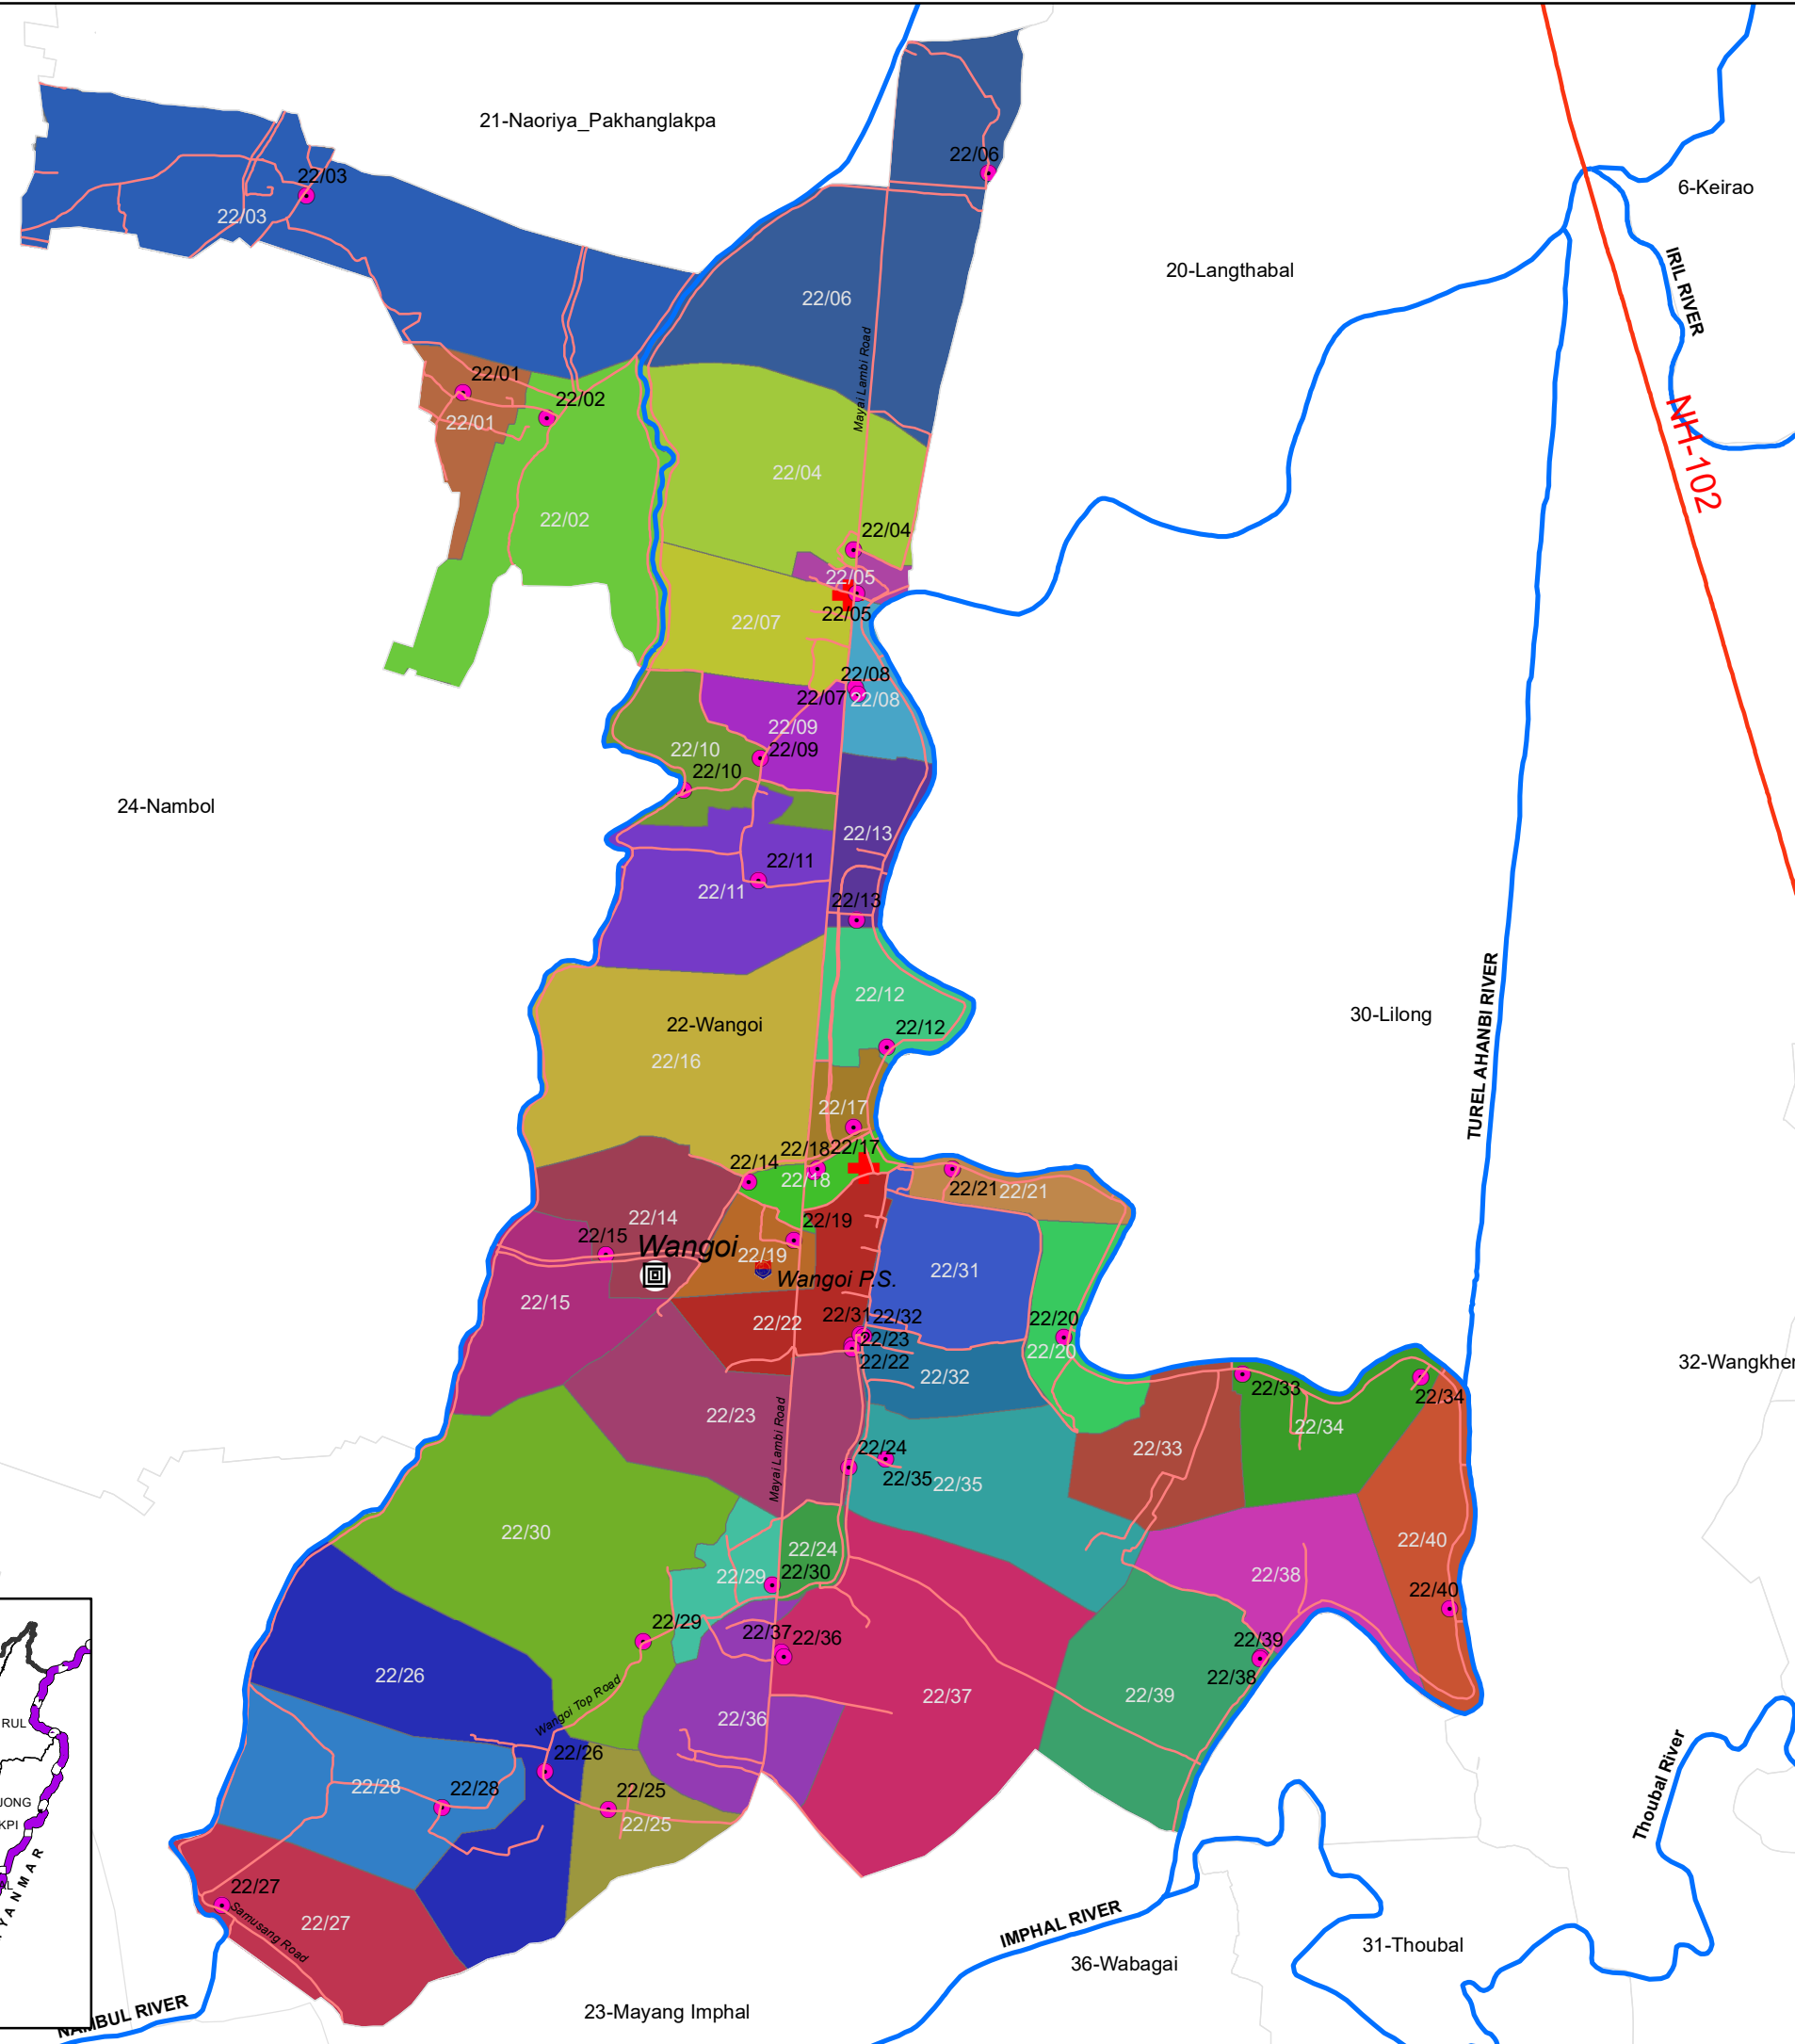 21-Naoriya_Pakhanglakpa
22/06
22/03
6-Keirao
22/03
IRIL RIVER
20-Langthabal
22/06
Mayai Lambi Road
22/01
22/02
22/01
NH-102
22/04
22/02
22/04
22/05
22/05
22/07
22/08
22/07
22/08
22/09
22/10
22/09
22/10
24-Nambol
22/13
22/11
22/11
22/13
22/12
22-Wangoi
22/12
30-Lilong
TUREL AHANBI RIVER
22/16
22/17
22/18
22/17
22/14
22/18
22/21
22/21
22/14
22/19
22/15
Wangoi
22/19
22/31
Wangoi P.S.
22/15
22/22
22/31
22/32
22/20
22/23
22/20
22/22
32-Wangkhe
22/32
22/33
22/34
22/23
22/34
22/33
Mayai Lambi Road
22/24
22/35
22/35
22/30
22/24
22/40
22/29
22/30
22/38
22/40
22/29
22/37
22/36
22/39
22/38
22/26
Wangoi Top Road
22/37
22/39
22/36
RUL
22/26
Thoubal River
22/28
22/28
22/25
22/25
JONG
KPI
AL
YANMAR
22/27
Samusang Road
22/27
IMPHAL RIVER
31-Thoubal
36-Wabagai
23-Mayang Imphal
NAMBUL RIVER